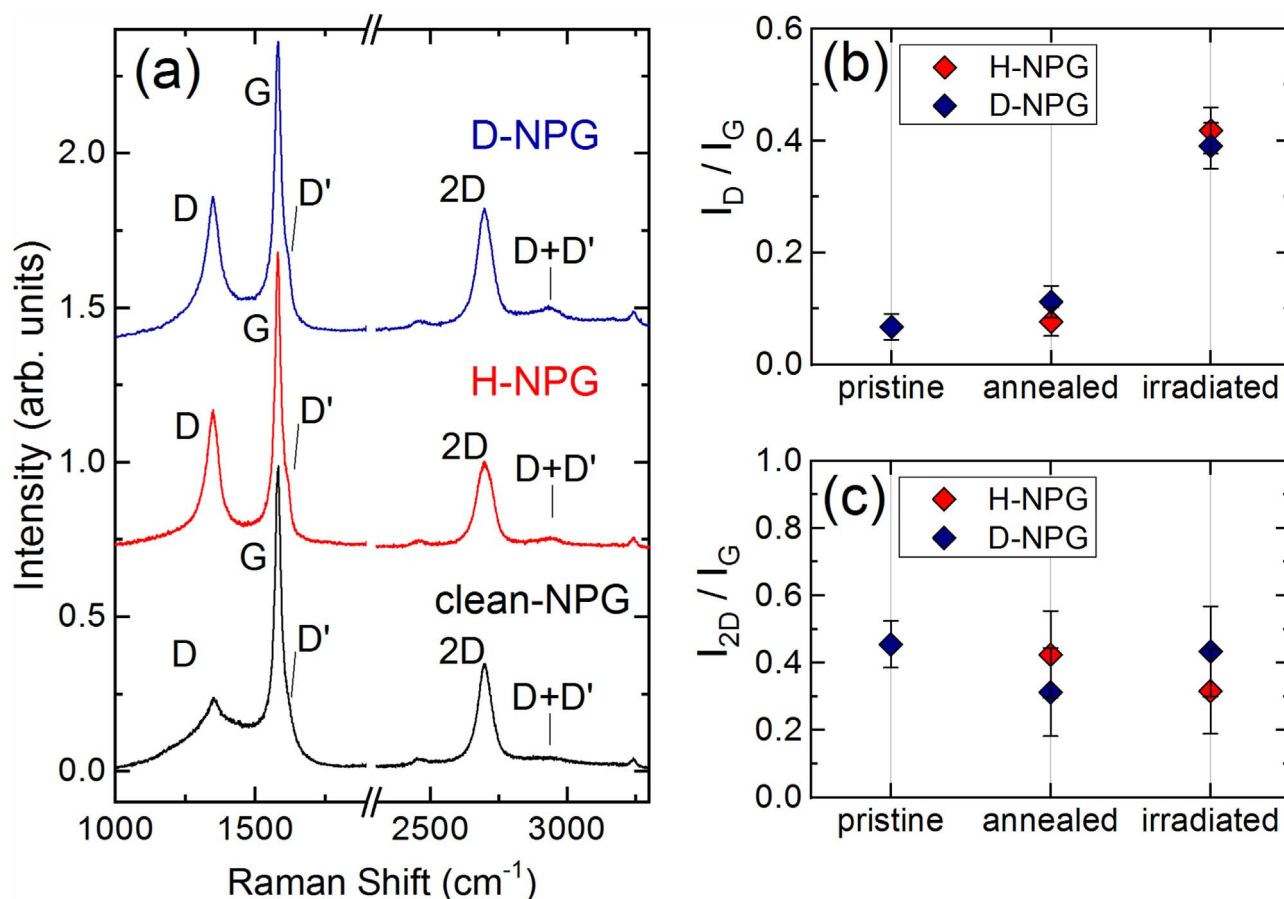 (a)
G
D-NPG
D
D'
2D
D+D'
G
H-NPG
D
D'
2D
D+D'
G
clean-NPG
D
D'
2D
D+D'
2.0
1.5
1.0
0.5
0.0
Intensity (arb. units)
1000 1500 2500 3000
Raman Shift (cm⁻¹)
(b)
H-NPG
D-NPG
0.6
0.4
0.2
0.0
I_D / I_G
pristine annealed irradiated
(c)
H-NPG
D-NPG
1.0
0.8
0.6
0.4
0.2
0.0
I_2D / I_G
pristine annealed irradiated